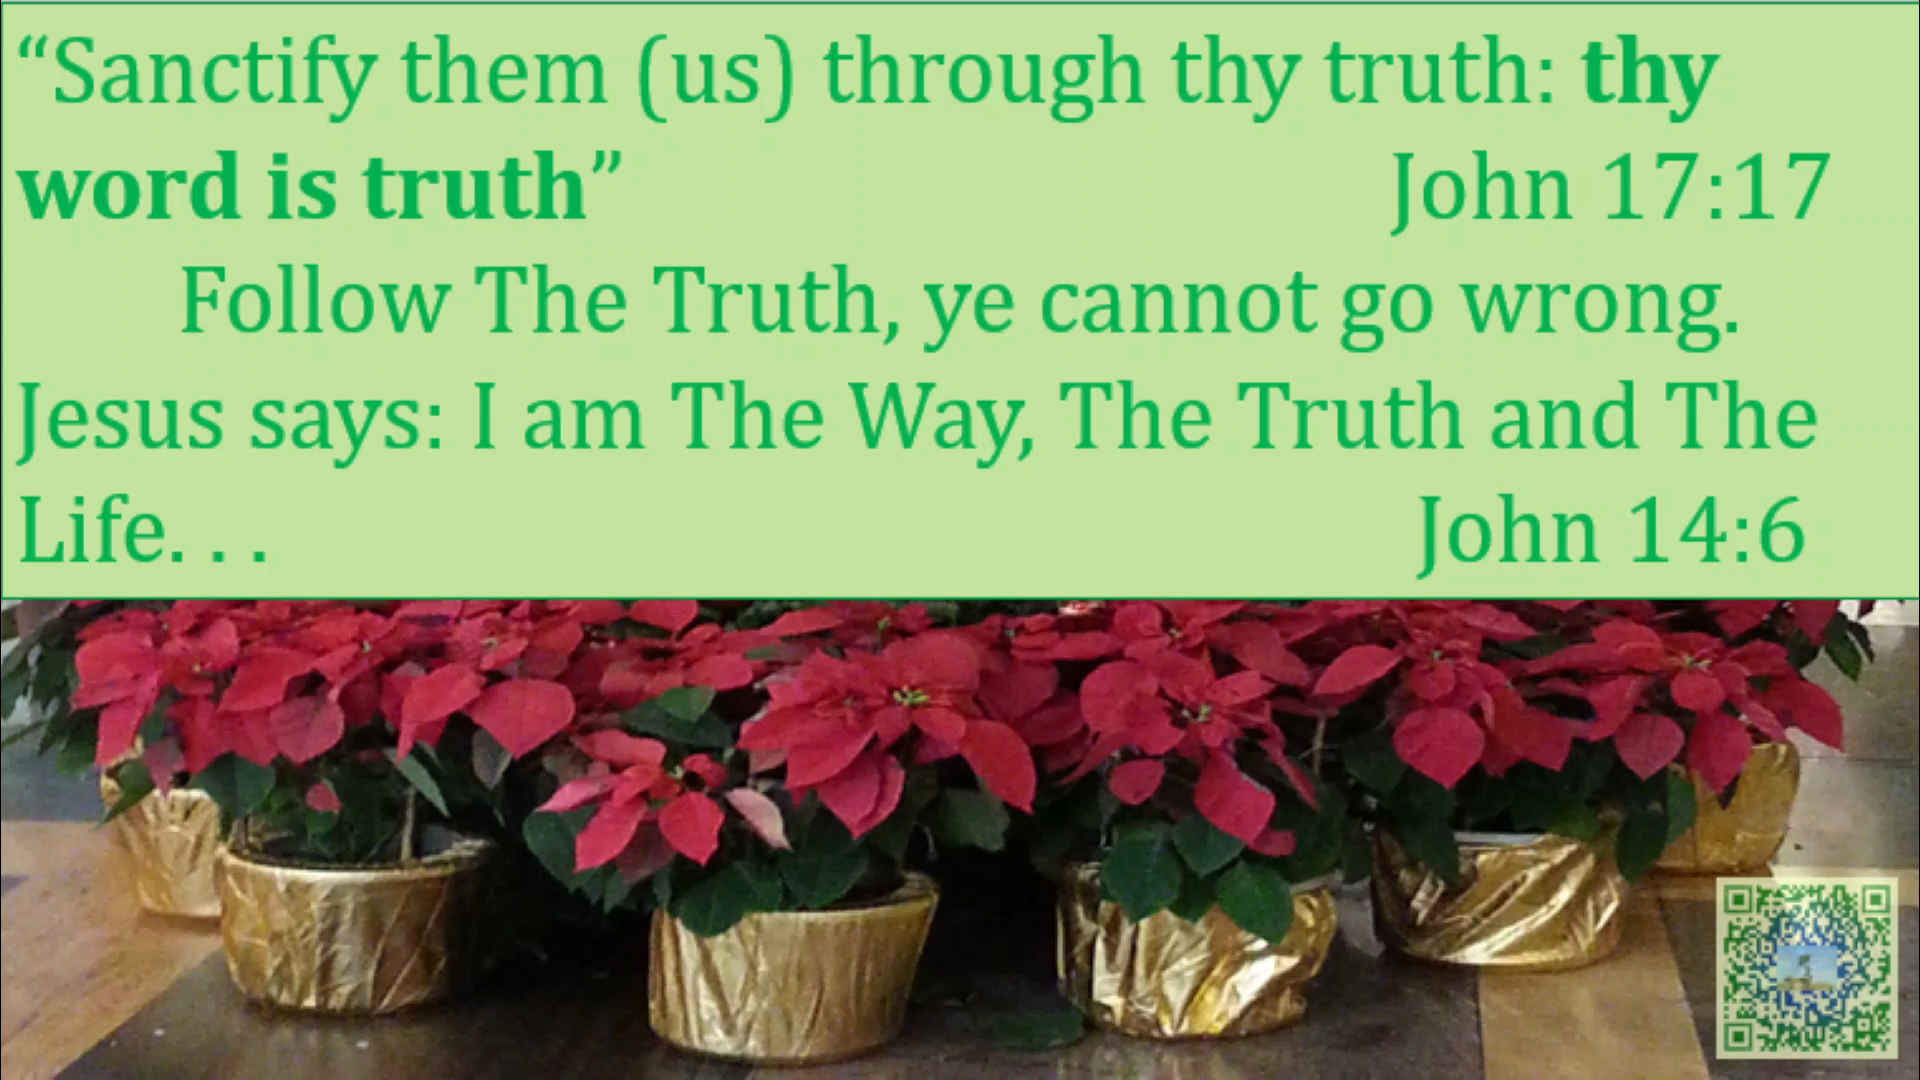 “Sanctify them (us) through thy truth: thy
word is truth” John 17:17
Follow The Truth, ye cannot go wrong.
Jesus says: I am The Way, The Truth and The
Life. . . John 14:6